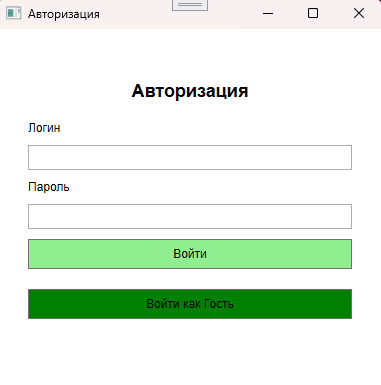 Авторизация
Авторизация
Логин
Пароль
Войти
Войти как Гость